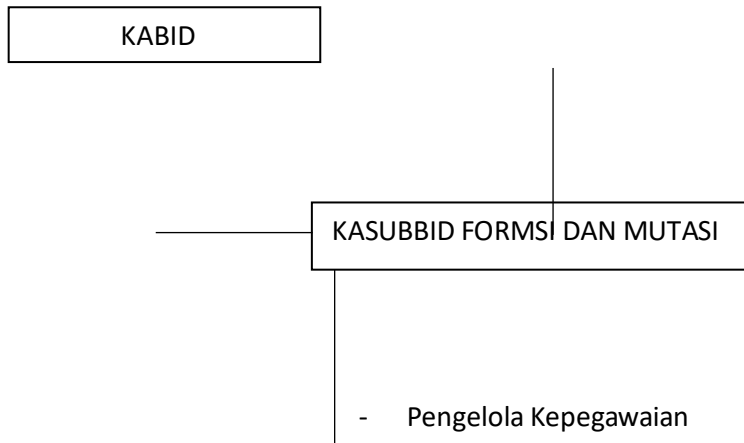 KABID
KASUBBID FORMSI DAN MUTASI
- Pengelola Kepegawaian